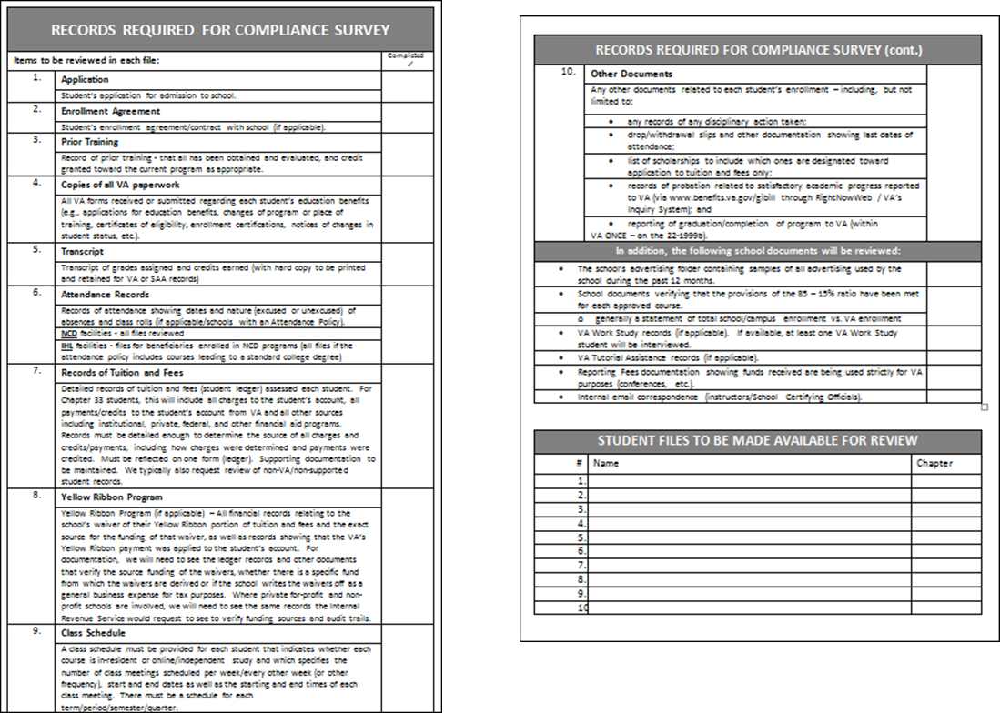 RECORDS REQUIRED FOR COMPLIANCE SURVEY
Items to be reviewed in each file:
Completed
✓
1. Application
Student's application for admission to school.
2. Enrollment Agreement
Student's enrollment agreement/contract with school (if applicable).
3. Prior Training
Record of prior training - that all has been obtained and evaluated, and credit
granted toward the current program as appropriate.
4. Copies of all VA paperwork
All VA forms received or submitted regarding each student's education benefits
(e.g., applications for education benefits, changes of program or place of
training, certificates of eligibility, enrollment certifications, notices of changes in
student status, etc.).
5. Transcript
Transcript of grades assigned and credits earned (with hard copy to be printed
and retained for VA or SAA records)
6. Attendance Records
Records of attendance showing dates and nature (excused or unexcused) of
absences and class rolls (if applicable/schools with an Attendance Policy).
NCD facilities - all files reviewed
IHL facilities - files for beneficiaries enrolled in NCD programs (all files if the
attendance policy includes courses leading to a standard college degree)
7. Records of Tuition and Fees
Detailed records of tuition and fees (student ledger) assessed each student. For
Chapter 33 students, this will include all charges to the student's account, all
payments/credits to the student's account from VA and all other sources
including institutional, private, federal, and other financial aid programs.
Records must be detailed enough to determine the source of all charges and
credits/payments, including how charges were determined and payments were
credited. Must be reflected on one form (ledger). Supporting documentation to
be maintained. We typically also request review of non-VA/non-supported
student records.
8. Yellow Ribbon Program
Yellow Ribbon Program (if applicable) – All financial records relating to the
school's waiver of their Yellow Ribbon portion of tuition and fees and the exact
source for the funding of that waiver, as well as records showing that the VA's
Yellow Ribbon payment was applied to the student's account. For
documentation, we will need to see the ledger records and other documents
that verify the source funding of the waivers, whether there is a specific fund
from which the waivers are derived or if the school writes the waivers off as a
general business expense for tax purposes. Where private for-profit and non-
profit schools are involved, we will need to see the same records the Internal
Revenue Service would request to see to verify funding sources and audit trails.
9. Class Schedule
A class schedule must be provided for each student that indicates whether each
course is in-resident or online/independent study and which specifies the
number of class meetings scheduled per week/every other week (or other
frequency), start and end dates as well as the starting and end times of each
class meeting. There must be a schedule for each
term/period/semester/quarter.
RECORDS REQUIRED FOR COMPLIANCE SURVEY (cont.)
10. Other Documents
Any other documents related to each student's enrollment – including, but not
limited to:
• any records of any disciplinary action taken;
• drop/withdrawal slips and other documentation showing last dates of
attendance;
• list of scholarships to include which ones are designated toward
application to tuition and fees only;
• records of probation related to satisfactory academic progress reported
to VA (via www.benefits.va.gov/gibill through RightNowWeb / VA's
Inquiry System); and
• reporting of graduation/completion of program to VA (within
VA ONCE – on the 22-1999b).
In addition, the following school documents will be reviewed:
• The school's advertising folder containing samples of all advertising used by the
school during the past 12 months.
• School documents verifying that the provisions of the 85 – 15% ratio have been met
for each approved course.
o generally a statement of total school/campus enrollment vs. VA enrollment
• VA Work Study records (if applicable). If available, at least one VA Work Study
student will be interviewed.
• VA Tutorial Assistance records (if applicable).
• Reporting Fees documentation showing funds received are being used strictly for VA
purposes (conferences, etc.).
• Internal email correspondence (instructors/School Certifying Officials).
STUDENT FILES TO BE MADE AVAILABLE FOR REVIEW
# Name Chapter
1.
2.
3.
4.
5.
6.
7.
8.
9.
10